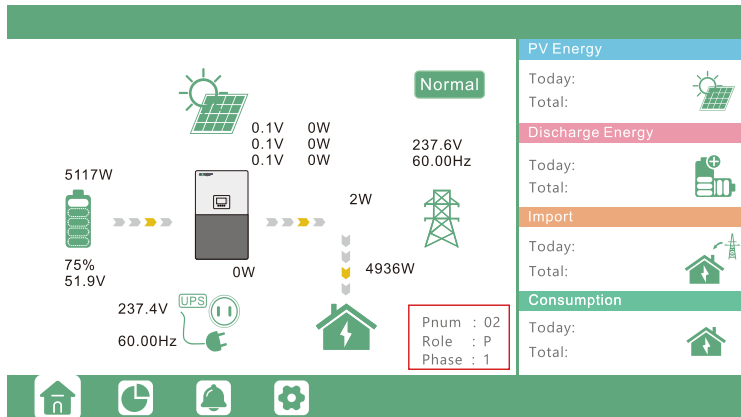 Normal
0.1V 0W
0.1V 0W
0.1V 0W
237.6V
60.00Hz
5117W
2W
75%
51.9V
0W
4936W
237.4V
UPS
60.00Hz
Pnum : 02
Role : P
Phase : 1
PV Energy
Today:
Total:
Discharge Energy
Today:
Total:
Import
Today:
Total:
Consumption
Today:
Total: